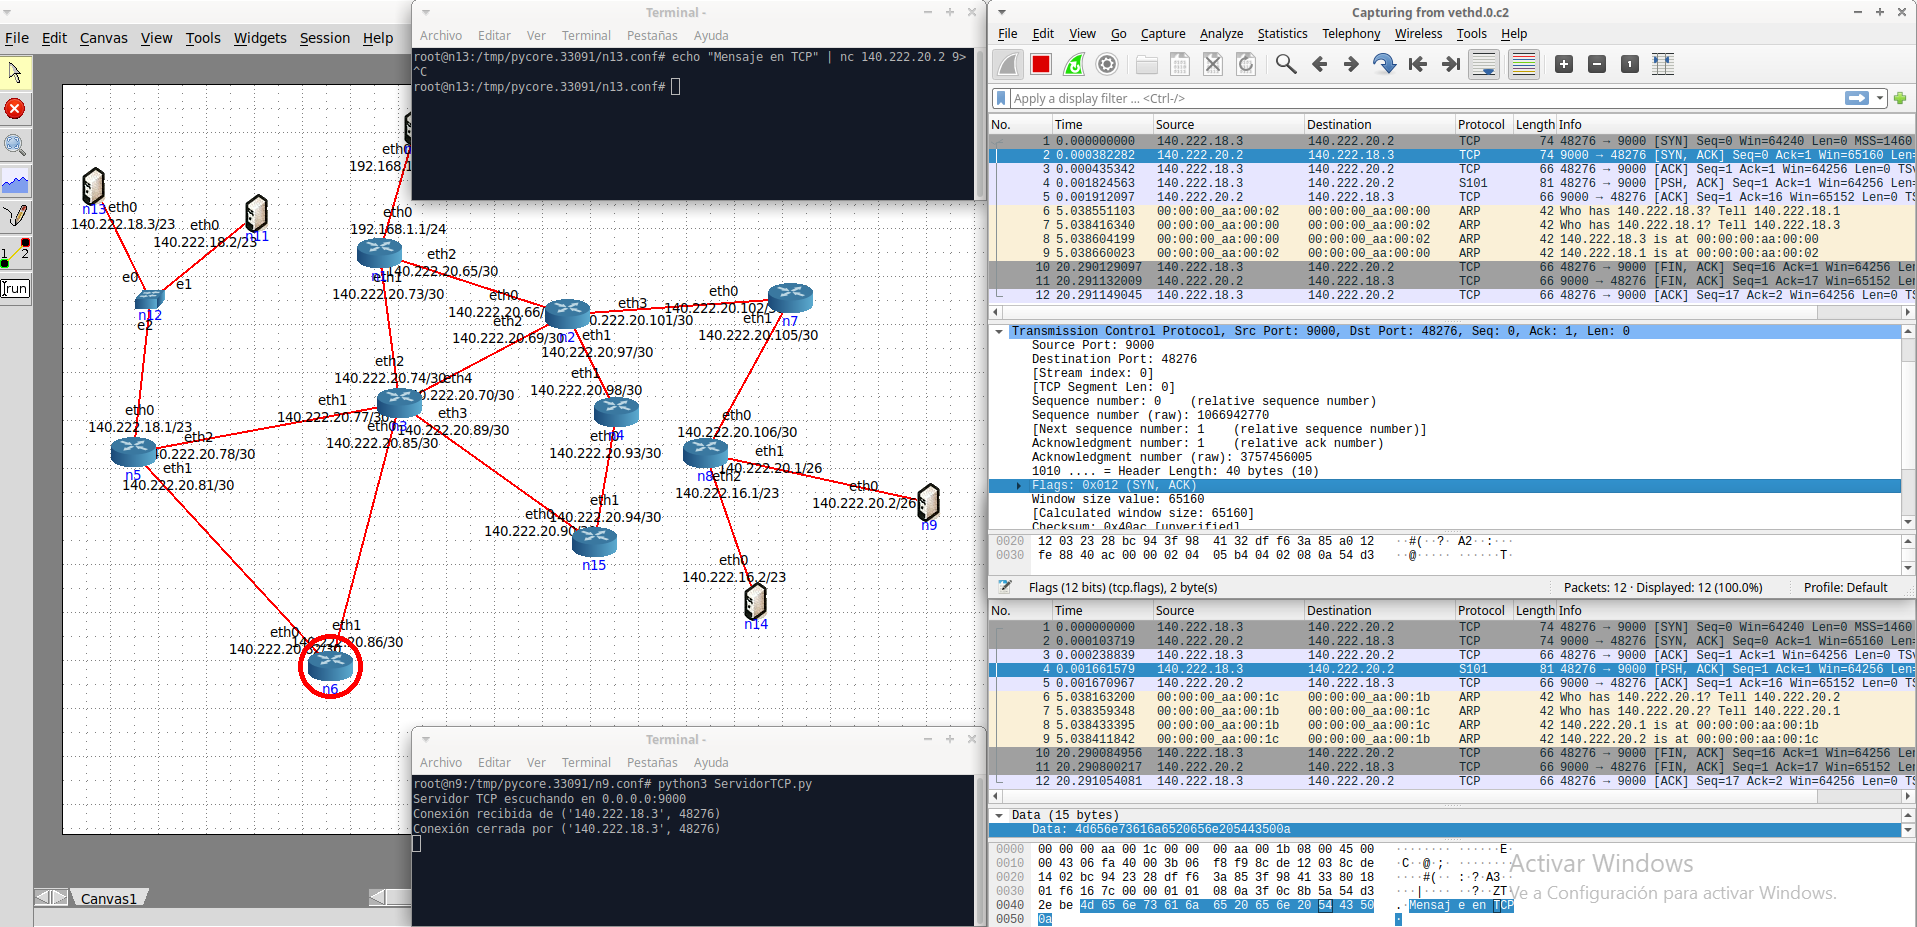 File Edit Canvas View Tools Widgets Session Help
run
Canvas1
n13
eth0
140.222.18.3/23
eth0
140.222.18.2/23
n11
e0
e1
n12
e2
eth0
192.168.1
eth0
192.168.1.1/24
eth2
140.222.20.65/30
eth1
140.222.20.73/30
eth0
140.222.20.66/
eth2
140.222.20.69/30
eth3
0.222.20.101/30
n2
eth1
140.222.20.97/30
eth0
140.222.20.102/
n7
eth1
140.222.20.105/30
eth2
140.222.20.74/30
eth4
0.222.20.70/30
eth1
140.222.20.77/30
eth3
140.222.20.89/30
140.222.20.85/30
eth1
140.222.20.98/30
n4
140.222.20.93/30
eth0
140.222.18.1/23
eth2
40.222.20.78/30
n5
eth1
140.222.20.81/30
eth0
140.222.20.106/30
eth1
140.222.20.1/26
n8
eth2
140.222.16.1/23
eth0
140.222.20.2/26
n9
eth1
140.222.20.94/30
eth0
140.222.20.90/
n15
eth0
140.222.16.2/23
n14
eth1
140.222.20.86/30
eth0
n6
Terminal -
Archivo Editar Ver Terminal Pestañas Ayuda
root@n13:/tmp/pycore.33091/n13.conf# echo "Mensaje en TCP" | nc 140.222.20.2 9>
^C
root@n13:/tmp/pycore.33091/n13.conf#
Terminal -
Archivo Editar Ver Terminal Pestañas Ayuda
root@n9:/tmp/pycore.33091/n9.conf# python3 ServidorTCP.py
Servidor TCP escuchando en 0.0.0.0:9000
Conexión recibida de ('140.222.18.3', 48276)
Conexión cerrada por ('140.222.18.3', 48276)
Capturing from vethd.0.c2
File Edit View Go Capture Analyze Statistics Telephony Wireless Tools Help
Apply a display filter ... <Ctrl-/>
No. Time Source Destination Protocol Length Info
1 0.000000000 140.222.18.3 140.222.20.2 TCP 74 48276 → 9000 [SYN] Seq=0 Win=64240 Len=0 MSS=1460
2 0.000382282 140.222.20.2 140.222.18.3 TCP 74 9000 → 48276 [SYN, ACK] Seq=0 Ack=1 Win=65160 Len=
3 0.000435342 140.222.18.3 140.222.20.2 TCP 66 48276 → 9000 [ACK] Seq=1 Ack=1 Win=64256 Len=0 TSv
4 0.001824563 140.222.18.3 140.222.20.2 S101 81 48276 → 9000 [PSH, ACK] Seq=1 Ack=1 Win=64256 Len=
5 0.001912097 140.222.20.2 140.222.18.3 TCP 66 9000 → 48276 [ACK] Seq=1 Ack=16 Win=65152 Len=0 TS
6 5.038551103 00:00:00_aa:00:02 00:00:00_aa:00:00 ARP 42 Who has 140.222.18.3? Tell 140.222.18.1
7 5.038416340 00:00:00_aa:00:00 00:00:00_aa:00:02 ARP 42 Who has 140.222.18.1? Tell 140.222.18.3
8 5.038604199 00:00:00_aa:00:00 00:00:00_aa:00:02 ARP 42 140.222.18.3 is at 00:00:00:aa:00:00
9 5.038660023 00:00:00_aa:00:02 00:00:00_aa:00:00 ARP 42 140.222.18.1 is at 00:00:00:aa:00:02
10 20.290129097 140.222.18.3 140.222.20.2 TCP 66 48276 → 9000 [FIN, ACK] Seq=16 Ack=1 Win=64256 Len
11 20.291132009 140.222.20.2 140.222.18.3 TCP 66 9000 → 48276 [FIN, ACK] Seq=1 Ack=17 Win=65152 Len
12 20.291149045 140.222.18.3 140.222.20.2 TCP 66 48276 → 9000 [ACK] Seq=17 Ack=2 Win=64256 Len=0 T
Transmission Control Protocol, Src Port: 9000, Dst Port: 48276, Seq: 0, Ack: 1, Len: 0
Source Port: 9000
Destination Port: 48276
[Stream index: 0]
[TCP Segment Len: 0]
Sequence number: 0 (relative sequence number)
Sequence number (raw): 1066942770
[Next sequence number: 1 (relative sequence number)]
Acknowledgment number: 1 (relative ack number)
Acknowledgment number (raw): 3757456005
1010 .... = Header Length: 40 bytes (10)
Flags: 0x012 (SYN, ACK)
Window size value: 65160
[Calculated window size: 65160]
Checksum: 0x40ac [unverified]
0020 12 03 23 28 bc 94 3f 98 41 32 df f6 3a 85 a0 12 ··#(··?· A2··:···
0030 fe 88 40 ac 00 00 02 04 05 b4 04 02 08 0a 54 d3 ··@····· ······T·
Flags (12 bits) (tcp.flags), 2 byte(s) Packets: 12 · Displayed: 12 (100.0%) Profile: Default
No. Time Source Destination Protocol Length Info
1 0.000000000 140.222.18.3 140.222.20.2 TCP 74 48276 → 9000 [SYN] Seq=0 Win=64240 Len=0 MSS=1460
2 0.000103719 140.222.20.2 140.222.18.3 TCP 74 9000 → 48276 [SYN, ACK] Seq=0 Ack=1 Win=65160 Len=
3 0.000238839 140.222.18.3 140.222.20.2 TCP 66 48276 → 9000 [ACK] Seq=1 Ack=1 Win=64256 Len=0 TSv
4 0.001661579 140.222.18.3 140.222.20.2 S101 81 48276 → 9000 [PSH, ACK] Seq=1 Ack=1 Win=64256 Len=
5 0.001670967 140.222.20.2 140.222.18.3 TCP 66 9000 → 48276 [ACK] Seq=1 Ack=16 Win=65152 Len=0 TS
6 5.038163200 00:00:00_aa:00:1c 00:00:00_aa:00:1b ARP 42 Who has 140.222.20.1? Tell 140.222.20.2
7 5.038359348 00:00:00_aa:00:1b 00:00:00_aa:00:1c ARP 42 Who has 140.222.20.2? Tell 140.222.20.1
8 5.038433395 00:00:00_aa:00:1b 00:00:00_aa:00:1c ARP 42 140.222.20.1 is at 00:00:00:aa:00:1b
9 5.038411842 00:00:00_aa:00:1c 00:00:00_aa:00:1b ARP 42 140.222.20.2 is at 00:00:00:aa:00:1c
10 20.290084956 140.222.18.3 140.222.20.2 TCP 66 48276 → 9000 [FIN, ACK] Seq=16 Ack=1 Win=64256 Len
11 20.290800217 140.222.20.2 140.222.18.3 TCP 66 9000 → 48276 [FIN, ACK] Seq=1 Ack=17 Win=65152 Len
12 20.291054081 140.222.18.3 140.222.20.2 TCP 66 48276 → 9000 [ACK] Seq=17 Ack=2 Win=64256 Len=0 T
Data (15 bytes)
Data: 4d656e73616a6520656e205443500a
0000 00 00 00 aa 00 1c 00 00 00 aa 00 1b 08 00 45 00 ········ ······E·
0010 00 43 06 fa 40 00 3b 06 f8 f9 8c de 12 03 8c de ·C··@·;· ········
0020 14 02 bc 94 23 28 df f6 3a 85 3f 98 41 33 80 18 ····#(·· :·?·A3··
0030 01 f6 16 7c 00 00 01 01 08 0a 3f 0c 8b 5a 54 d3 ···|···· ··?··ZT·
0040 2e be 4d 65 6e 73 61 6a 65 20 65 6e 20 54 43 50 .·Mensaj e en TCP
0050 0a ·
Activar Windows
Ve a Configuración para activar Windows.